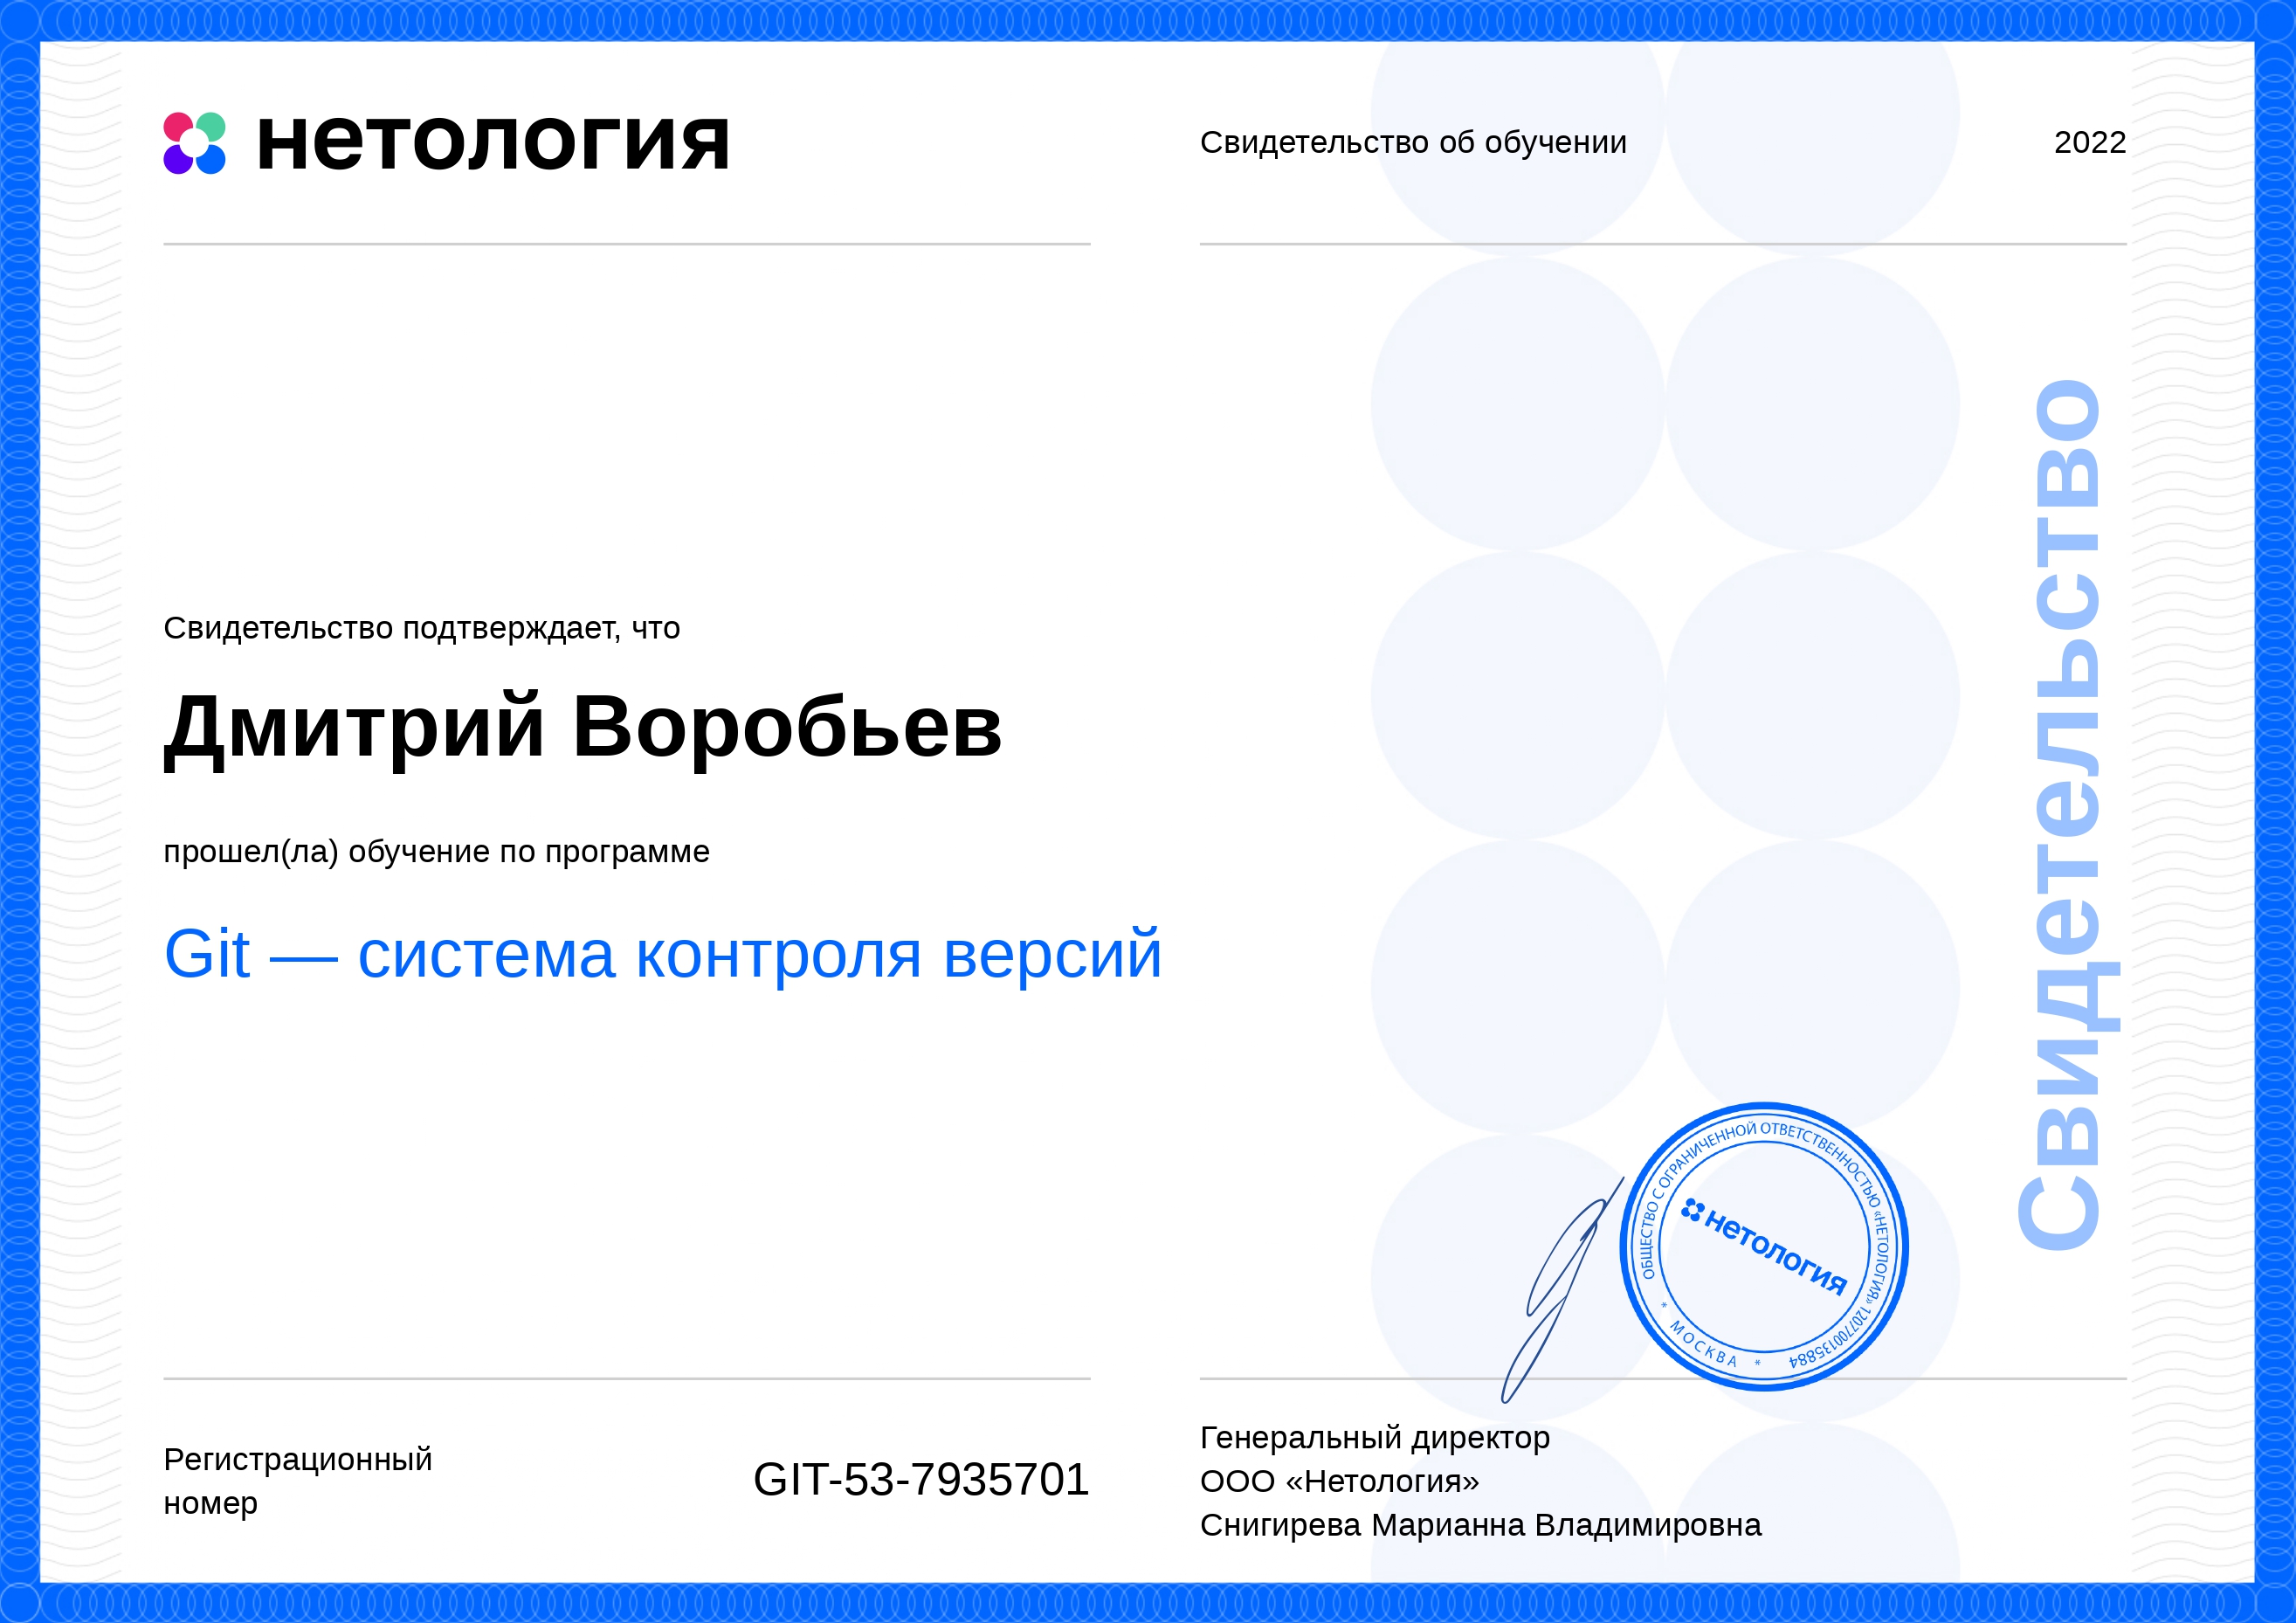 нетология
Свидетельство об обучении
2022
Свидетельство подтверждает, что
Дмитрий Воробьев
прошел(ла) обучение по программе
Git — система контроля версий
Свидетельство
ОБЩЕСТВО С ОГРАНИЧЕННОЙ ОТВЕТСТВЕННОСТЬЮ «НЕТОЛОГИЯ» 1207700135884
* МОСКВА *
нетология
Регистрационный
номер
GIT-53-7935701
Генеральный директор
ООО «Нетология»
Снигирева Марианна Владимировна